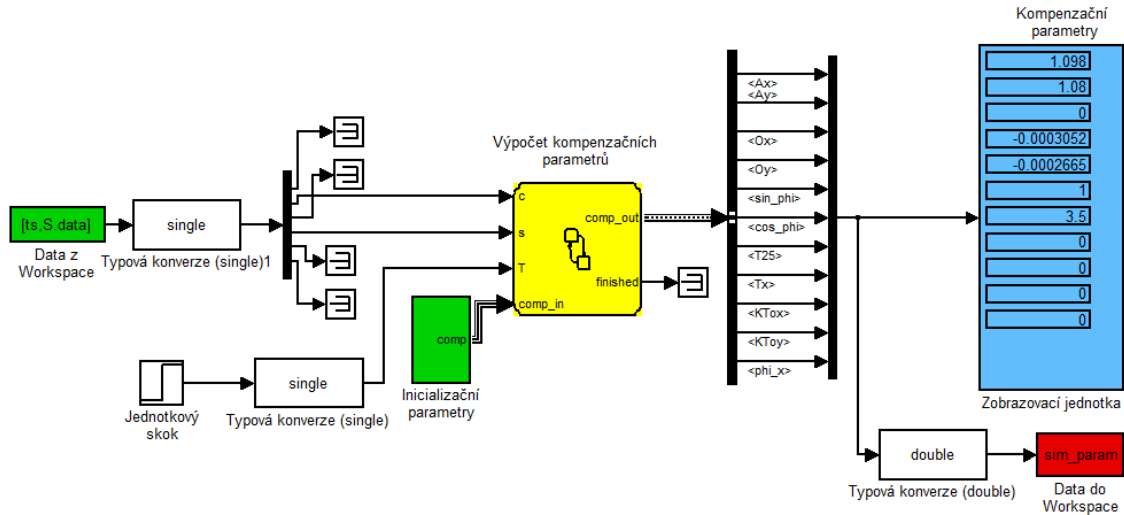 Kompenzační
parametry
1.098
1.08
0
-0.0003052
-0.0002665
1
3.5
0
0
0
0
Zobrazovací jednotka
<Ax>
<Ay>
<Ox>
<Oy>
<sin_phi>
<cos_phi>
<T25>
<Tx>
<KTox>
<KToy>
<phi_x>
Výpočet kompenzačních
parametrů
c
s
T
comp_in
comp_out
finished
[ts,S.data]
Data z
Workspace
single
Typová konverze (single)1
comp
Inicializační
parametry
Jednotkový
skok
single
Typová konverze (single)
double
Typová konverze (double)
sim_param
Data do
Workspace